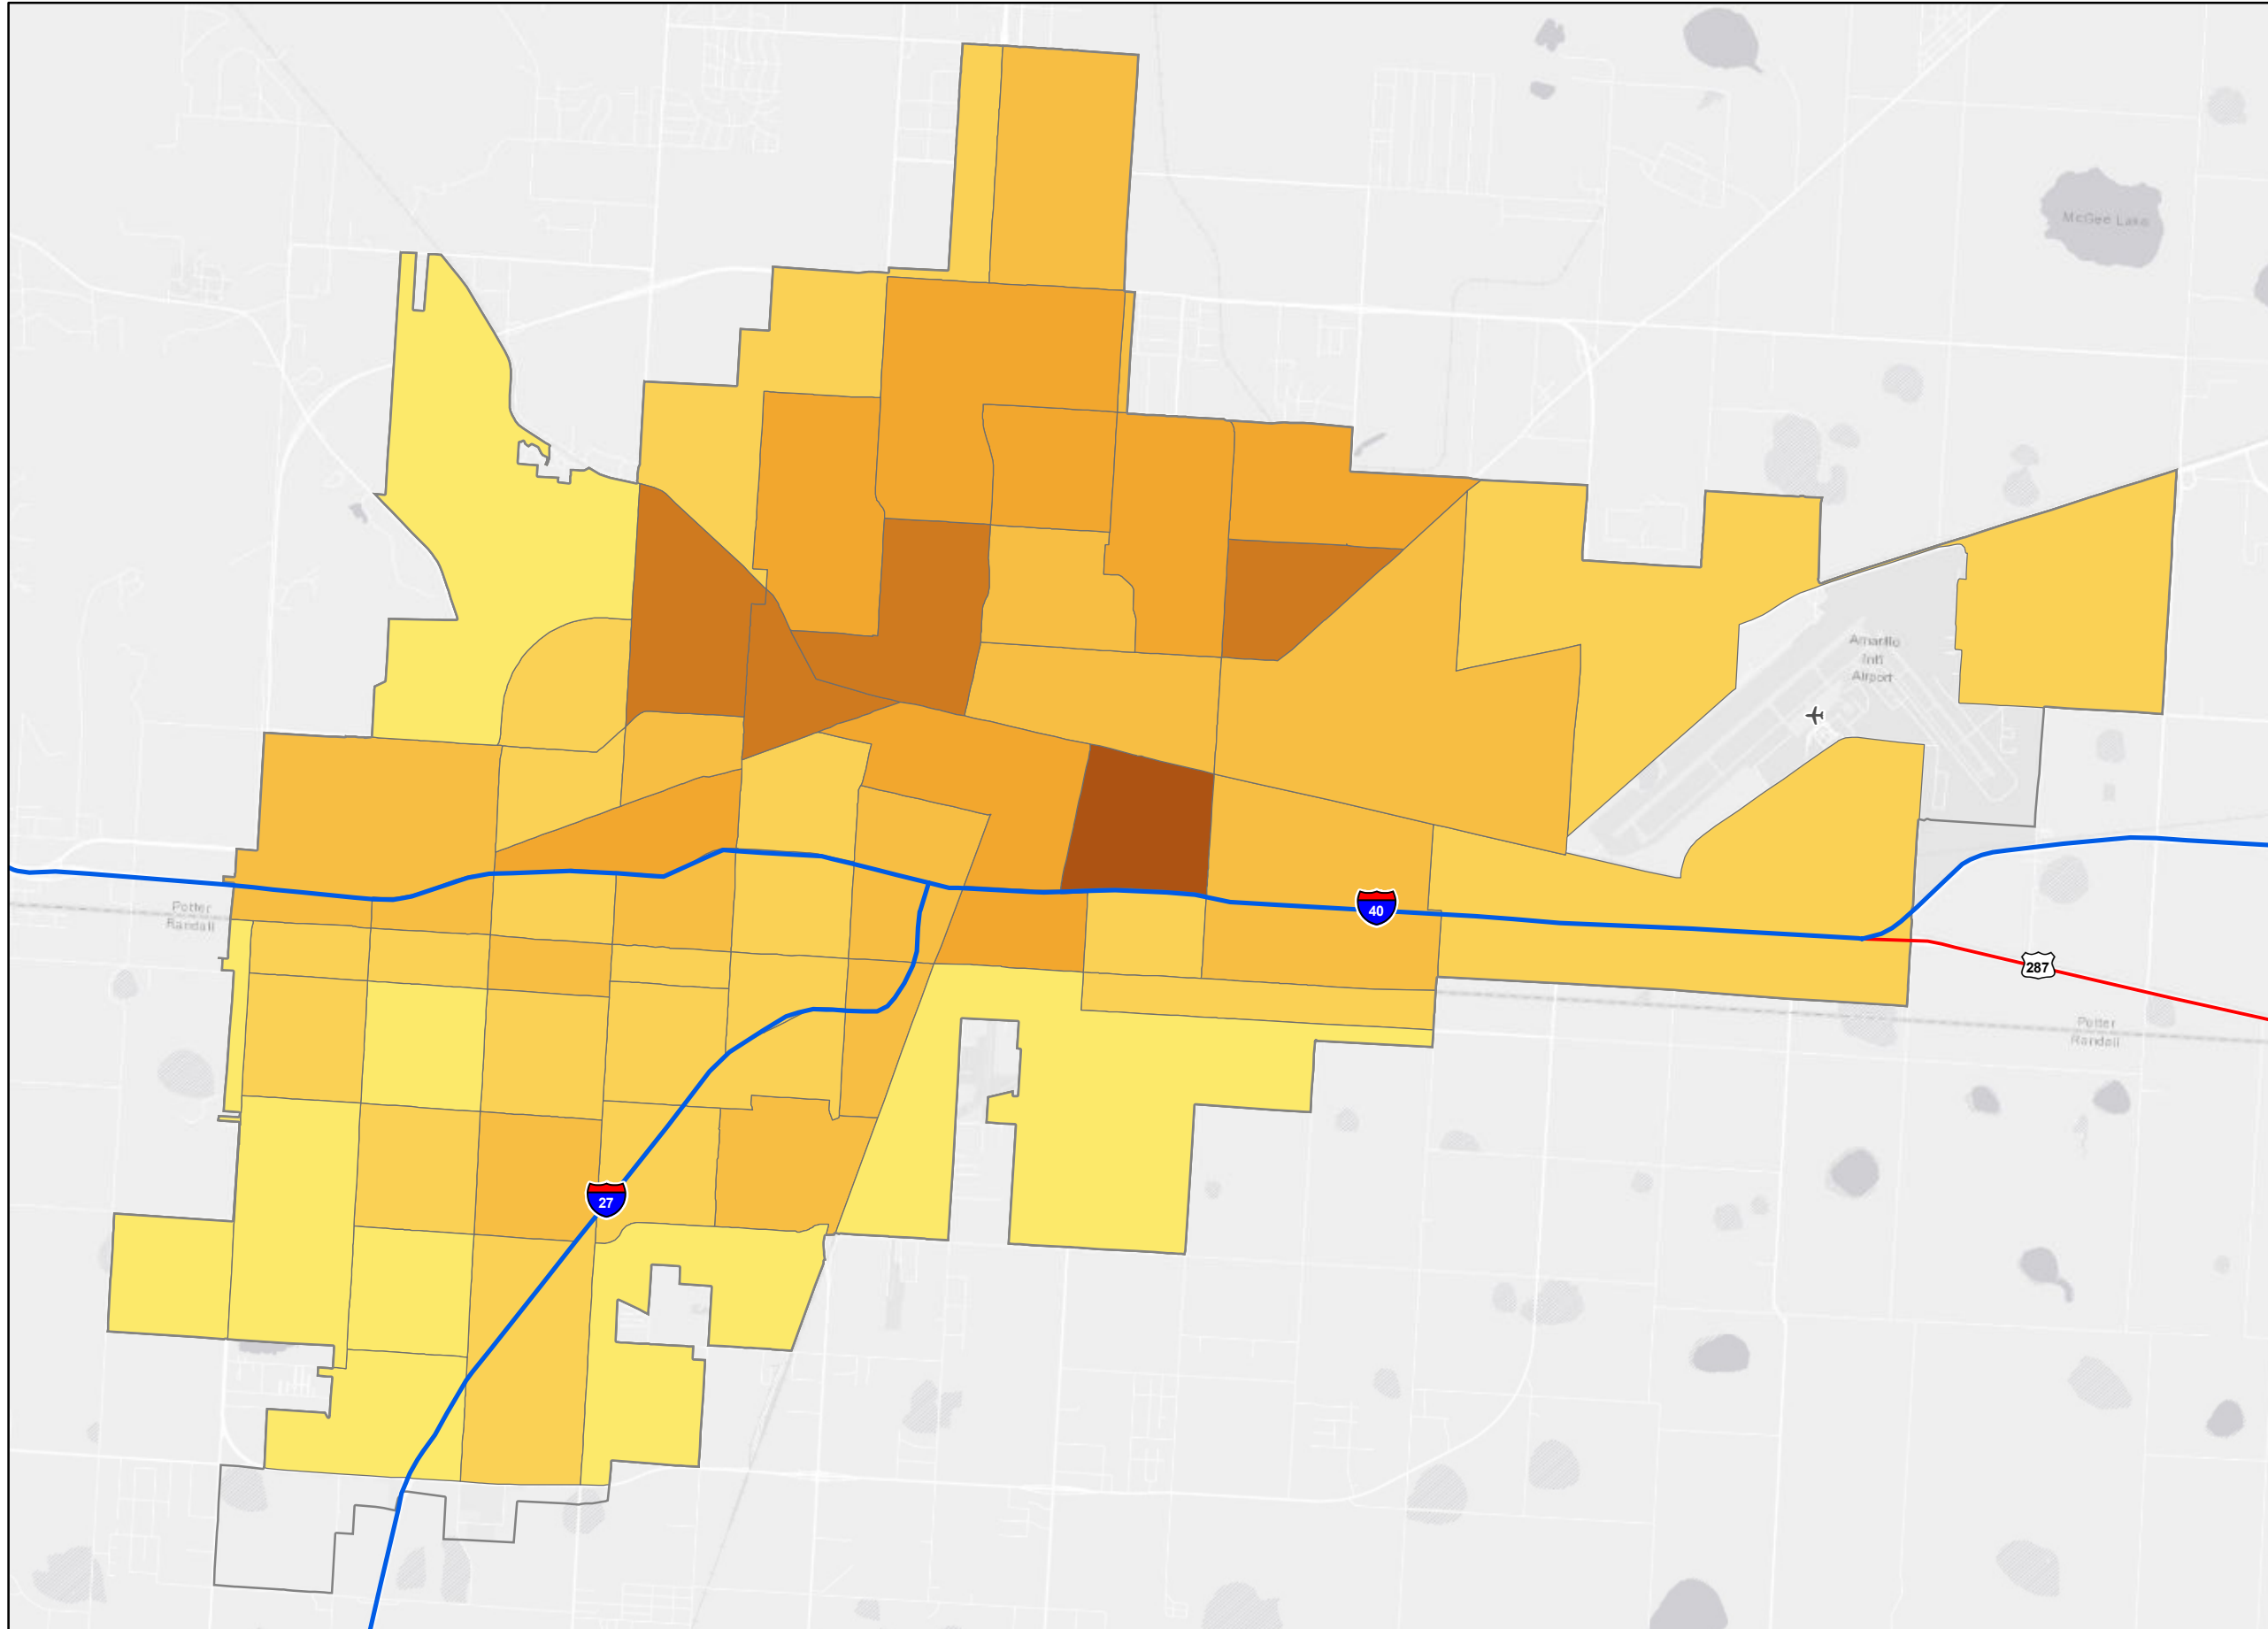 McGee Lake
Amarillo
Intl
Airport
Potter
Randall
40
287
Potter
Randall
27